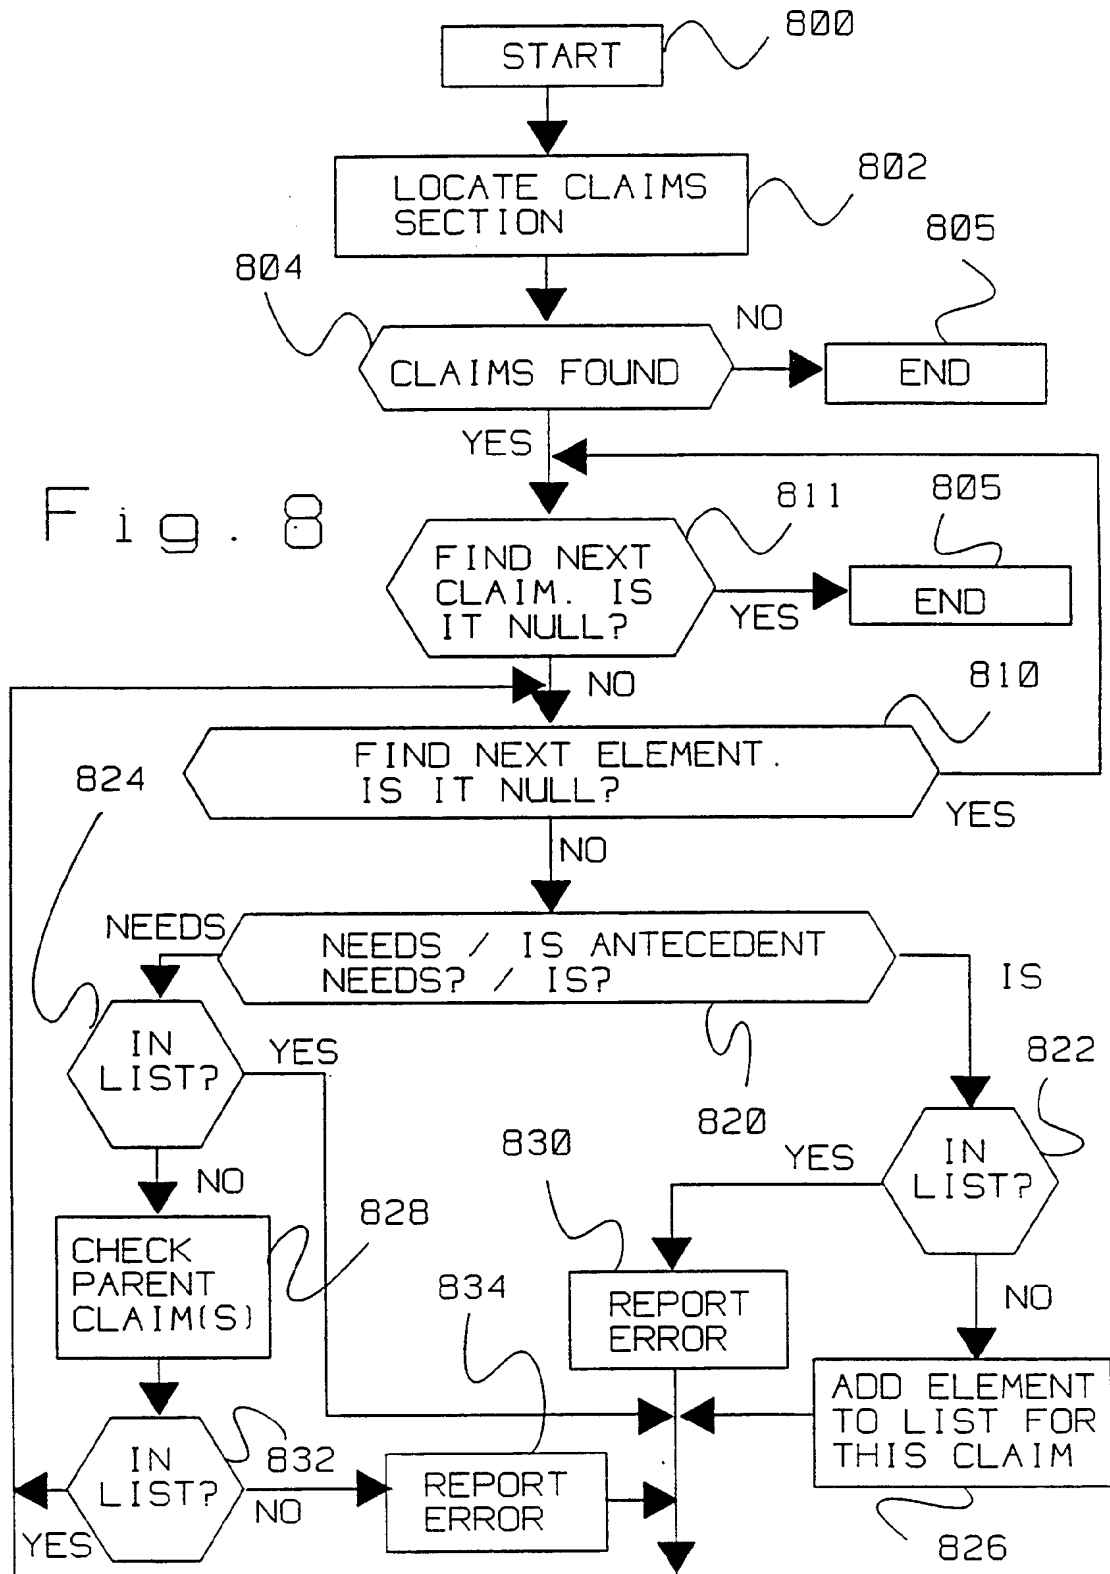 800
START
LOCATE CLAIMS
SECTION
802
804
805
CLAIMS FOUND
NO
END
YES
Fig. 8
811
805
FIND NEXT
CLAIM. IS
IT NULL?
YES
END
NO
810
FIND NEXT ELEMENT.
IS IT NULL?
YES
824
NO
NEEDS
NEEDS / IS ANTECEDENT
NEEDS? / IS?
IS
IN
LIST?
YES
820
822
830
YES
IN
LIST?
NO
828
CHECK
PARENT
CLAIM(S)
834
REPORT
ERROR
NO
ADD ELEMENT
TO LIST FOR
THIS CLAIM
IN
LIST?
832
NO
YES
REPORT
ERROR
826